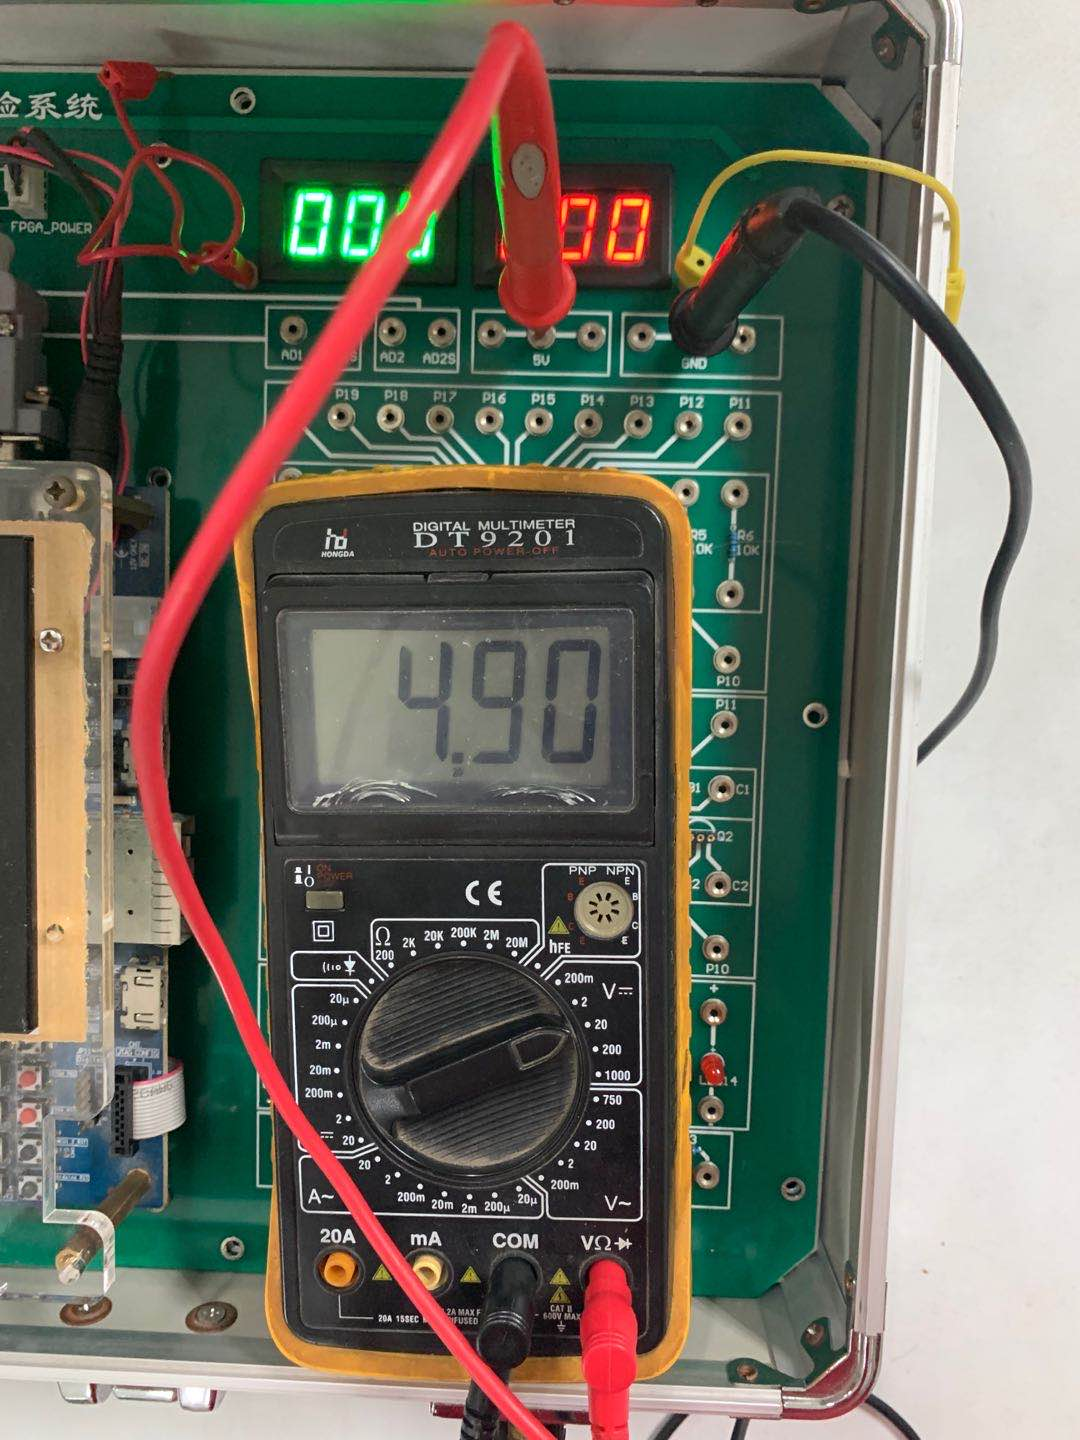 系统
FPGA_POWER
AD1
AD2 AD2S
5V
GND
P19 P18 P17 P16 P15 P14 P13 P12 P11
R5 R6
10K 10K
P10
P11
C1
Q2
C2
P10
+
DIGITAL MULTIMETER
DT9201
AUTO POWER-OFF
HONGDA
4.90
ON
POWER
CE
PNP NPN
E E
B B
C C
E E
hFE
Ω
200 2K 20K 200K 2M 20M
200m
2
20
200
1000
V
750
200
20
2
200m
V~
20μ
200μ
2m
20m
200m
2
20
20
2
200m
20m
2m
200μ
20μ
A~
20A mA COM VΩ
20A 15SEC
CAT II
600V MAX